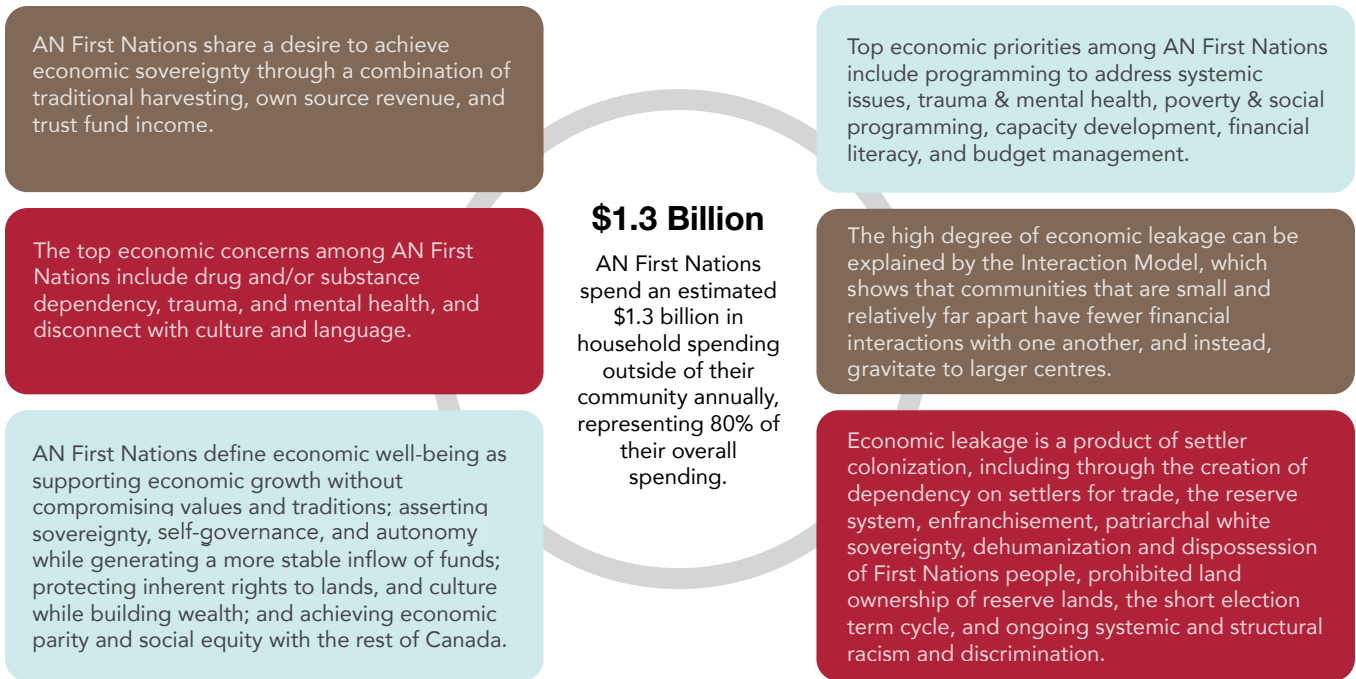 AN First Nations share a desire to achieve
economic sovereignty through a combination of
traditional harvesting, own source revenue, and
trust fund income.
The top economic concerns among AN First
Nations include drug and/or substance
dependency, trauma, and mental health, and
disconnect with culture and language.
AN First Nations define economic well-being as
supporting economic growth without
compromising values and traditions; asserting
sovereignty, self-governance, and autonomy
while generating a more stable inflow of funds;
protecting inherent rights to lands, and culture
while building wealth; and achieving economic
parity and social equity with the rest of Canada.
$1.3 Billion
AN First Nations
spend an estimated
$1.3 billion in
household spending
outside of their
community annually,
representing 80% of
their overall
spending.
Top economic priorities among AN First Nations
include programming to address systemic
issues, trauma & mental health, poverty & social
programming, capacity development, financial
literacy, and budget management.
The high degree of economic leakage can be
explained by the Interaction Model, which
shows that communities that are small and
relatively far apart have fewer financial
interactions with one another, and instead,
gravitate to larger centres.
Economic leakage is a product of settler
colonization, including through the creation of
dependency on settlers for trade, the reserve
system, enfranchisement, patriarchal white
sovereignty, dehumanization and dispossession
of First Nations people, prohibited land
ownership of reserve lands, the short election
term cycle, and ongoing systemic and structural
racism and discrimination.